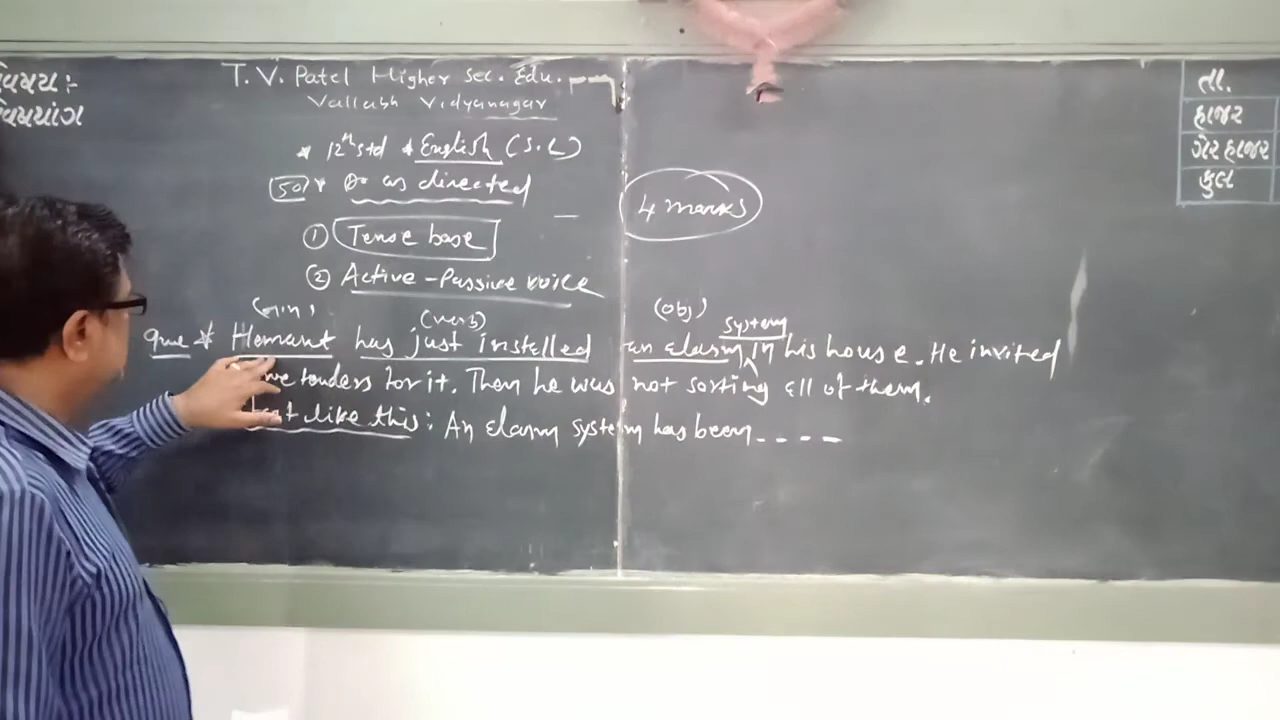 વિષય :-
વિષયાંગ
T. V. Patel Higher Sec. Edu.
Vallabh Vidyanagar
* 12th Std * English (S.L)
50 * Do as directed
4 marks
① Tense base
② Active - Passive voice
(verb) (obj)
Que * Hemant has just installed an alarm system in his house. He invited
tenders for it. Then he was not sorting all of them.
like this : An alarm system has been - - - -
તા.
હાજર
ગેરહાજર
કુલ